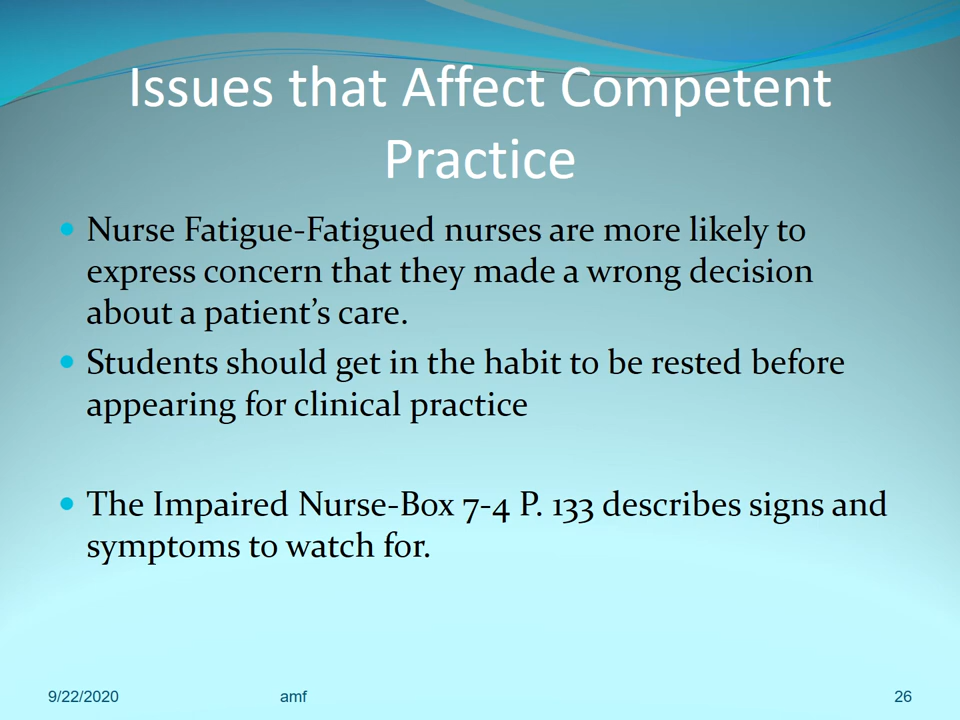 Issues that Affect Competent
Practice
• Nurse Fatigue-Fatigued nurses are more likely to
express concern that they made a wrong decision
about a patient's care.
• Students should get in the habit to be rested before
appearing for clinical practice
• The Impaired Nurse-Box 7-4 P. 133 describes signs and
symptoms to watch for.
9/22/2020 amf 26